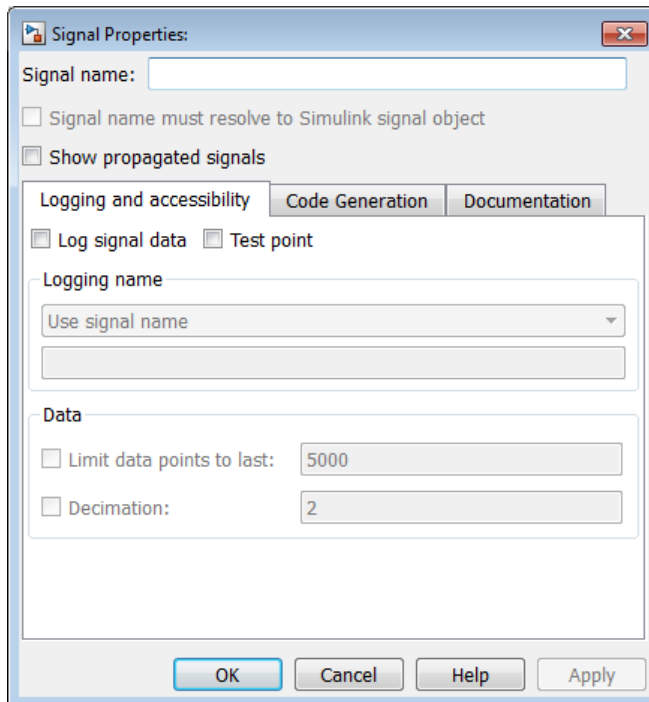 Signal Properties:
Signal name:
Signal name must resolve to Simulink signal object
Show propagated signals
Logging and accessibility Code Generation Documentation
Log signal data Test point
Logging name
Use signal name
Data
Limit data points to last: 5000
Decimation: 2
OK Cancel Help Apply